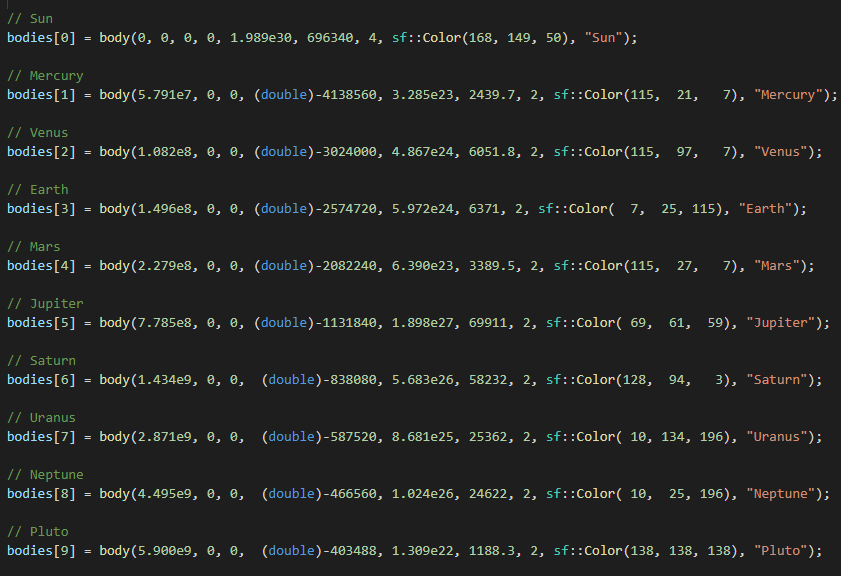 // Sun
bodies[0] = body(0, 0, 0, 0, 1.989e30, 696340, 4, sf::Color(168, 149, 50), "Sun");
// Mercury
bodies[1] = body(5.791e7, 0, 0, (double)-4138560, 3.285e23, 2439.7, 2, sf::Color(115,  21,   7), "Mercury");
// Venus
bodies[2] = body(1.082e8, 0, 0, (double)-3024000, 4.867e24, 6051.8, 2, sf::Color(115,  97,   7), "Venus");
// Earth
bodies[3] = body(1.496e8, 0, 0, (double)-2574720, 5.972e24, 6371, 2, sf::Color(  7,  25, 115), "Earth");
// Mars
bodies[4] = body(2.279e8, 0, 0, (double)-2082240, 6.390e23, 3389.5, 2, sf::Color(115,  27,   7), "Mars");
// Jupiter
bodies[5] = body(7.785e8, 0, 0, (double)-1131840, 1.898e27, 69911, 2, sf::Color( 69,  61,  59), "Jupiter");
// Saturn
bodies[6] = body(1.434e9, 0, 0,  (double)-838080, 5.683e26, 58232, 2, sf::Color(128,  94,   3), "Saturn");
// Uranus
bodies[7] = body(2.871e9, 0, 0,  (double)-587520, 8.681e25, 25362, 2, sf::Color( 10, 134, 196), "Uranus");
// Neptune
bodies[8] = body(4.495e9, 0, 0,  (double)-466560, 1.024e26, 24622, 2, sf::Color( 10,  25, 196), "Neptune");
// Pluto
bodies[9] = body(5.900e9, 0, 0,  (double)-403488, 1.309e22, 1188.3, 2, sf::Color(138, 138, 138), "Pluto");